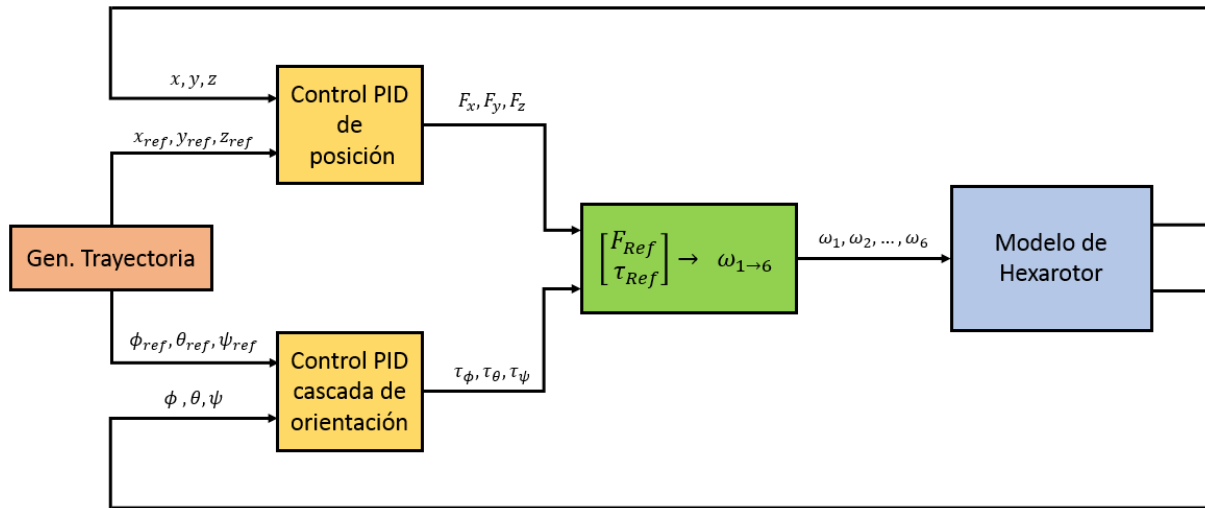 x, y, z
x_ref, y_ref, z_ref
Control PID
de
posición
F_x, F_y, F_z
Gen. Trayectoria
[F_Ref
τ_Ref] → ω_1→6
ω_1, ω_2, ..., ω_6
Modelo de
Hexarotor
ϕ_ref, θ_ref, ψ_ref
ϕ , θ, ψ
Control PID
cascada de
orientación
τ_ϕ, τ_θ, τ_ψ